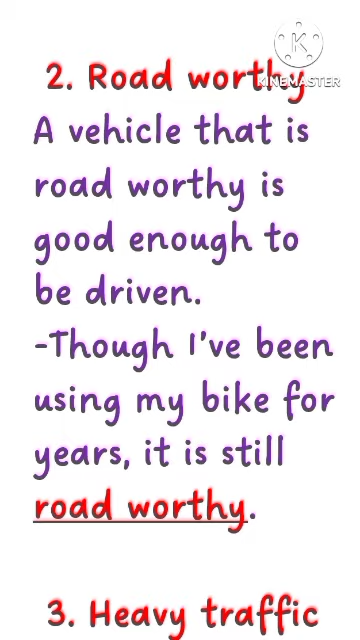 K
KINEMASTER
2. Road worthy
A vehicle that is
road worthy is
good enough to
be driven.
-Though I've been
using my bike for
years, it is still
road worthy.
3. Heavy traffic